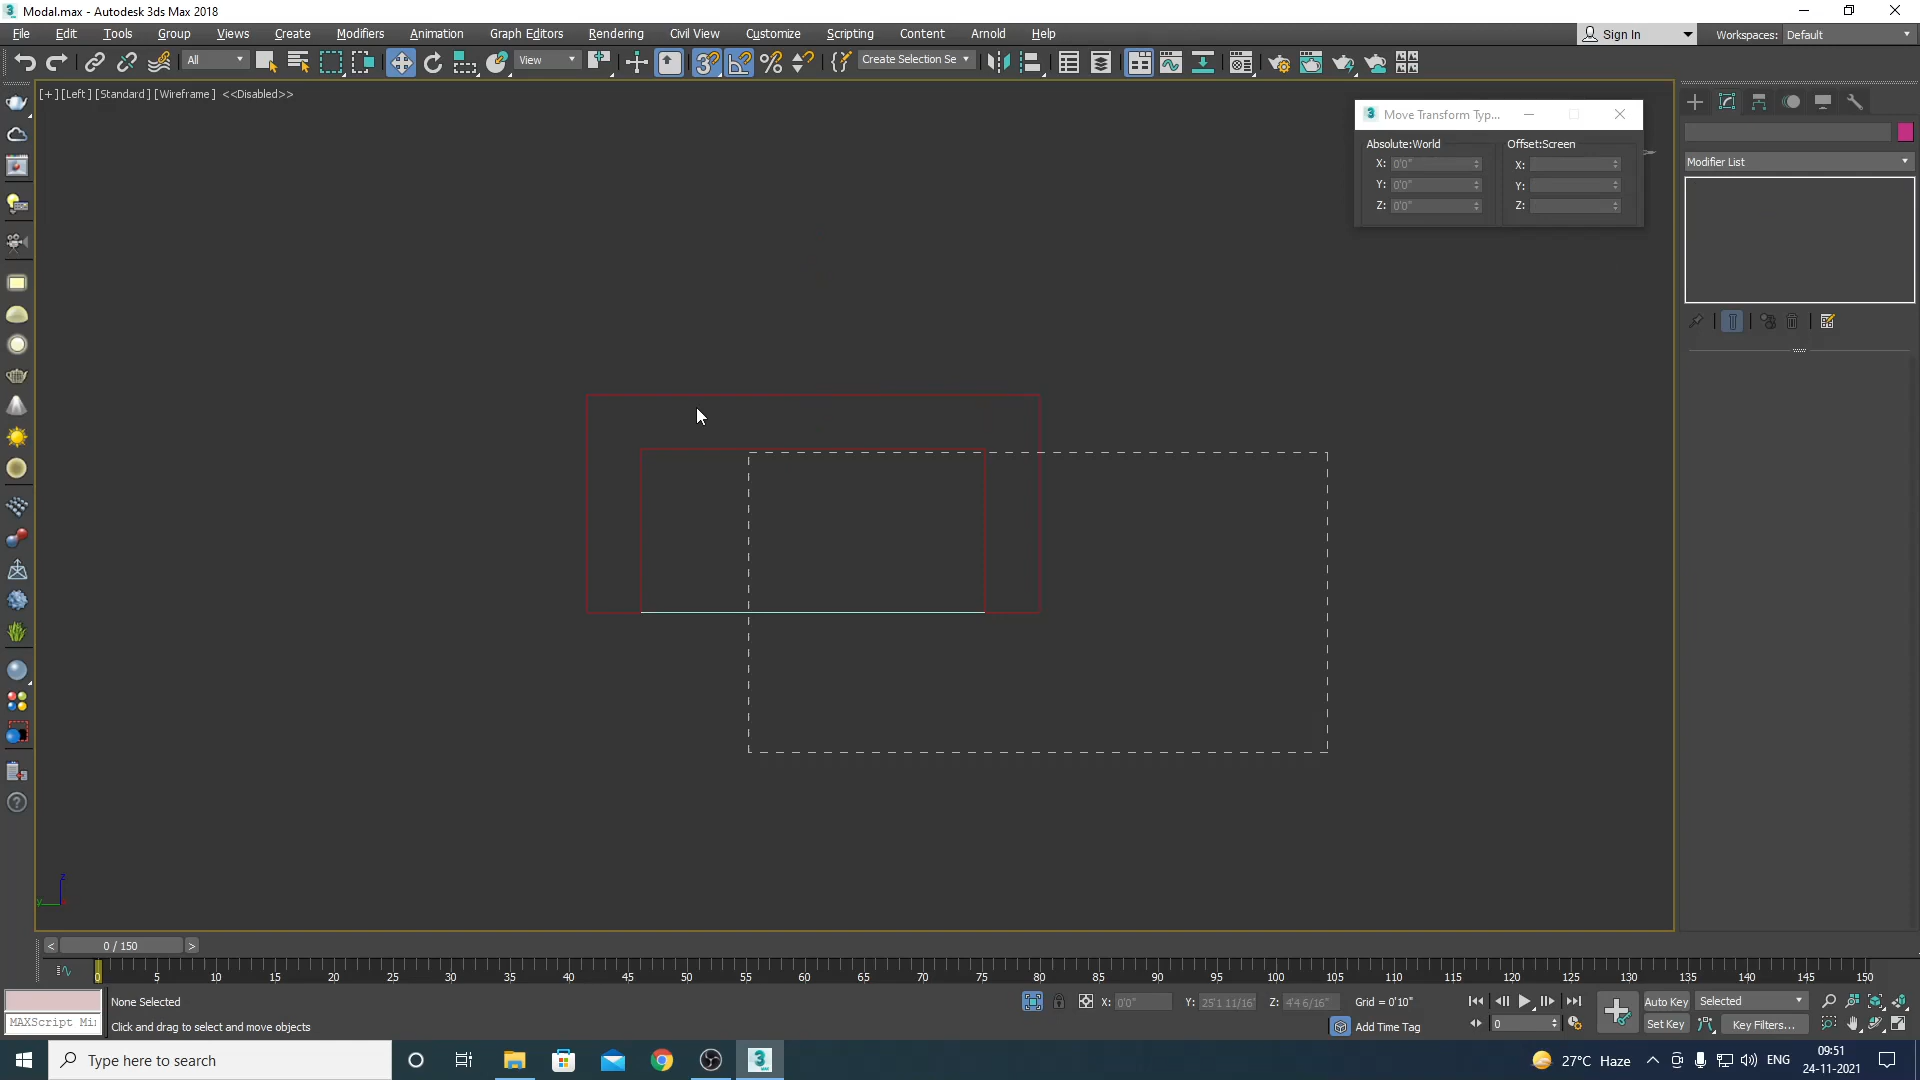 Modal.max - Autodesk 3ds Max 2018
File Edit Tools Group Views Create Modifiers Animation Graph Editors Rendering Civil View Customize Scripting Content Arnold Help Sign In Workspaces: Default
All View Create Selection Se
[+] [Left] [Standard] [Wireframe] <<Disabled>>
Move Transform Typ...
Absolute:World Offset:Screen
X: 0'0" X:
Y: 0'0" Y:
Z: 0'0" Z:
Modifier List
z
y
0 / 150
0 5 10 15 20 25 30 35 40 45 50 55 60 65 70 75 80 85 90 95 100 105 110 115 120 125 130 135 140 145 150
None Selected X: 0'0" Y: 25'1 11/16" Z: 4'4 6/16" Grid = 0'10" Auto Key Selected
MAXScript Mi Click and drag to select and move objects Add Time Tag 0 Set Key Key Filters...
Type here to search
27°C Haze ENG
09:51
24-11-2021